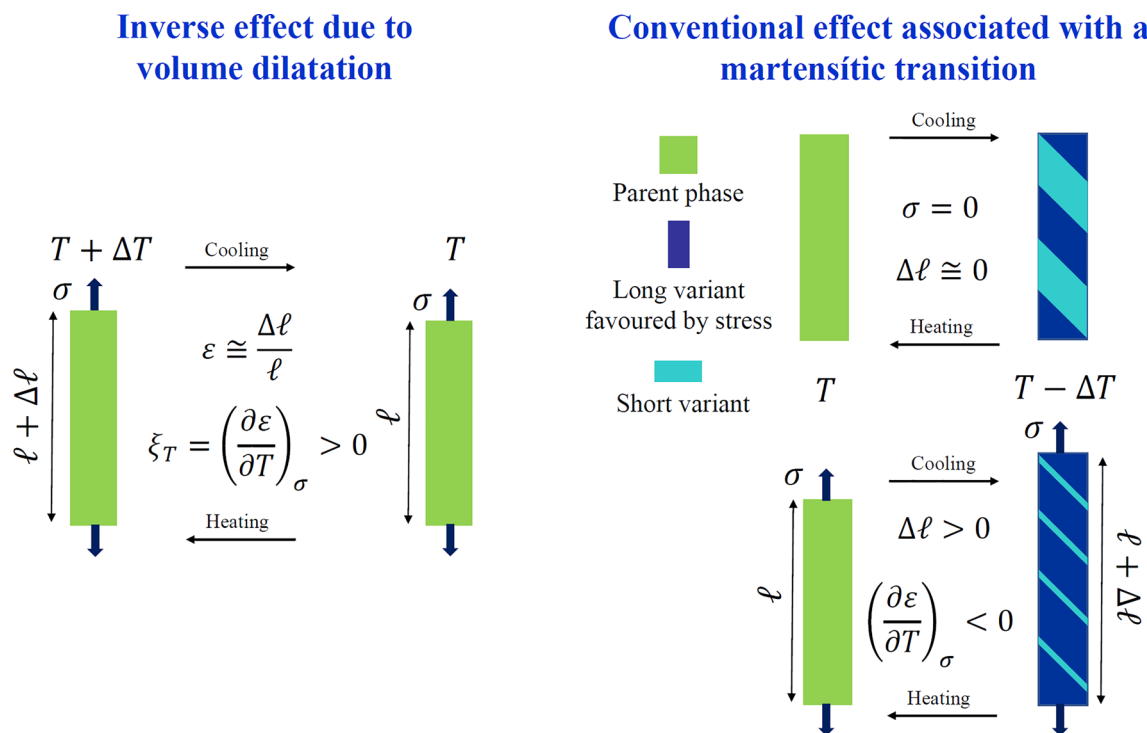 Inverse effect due to
volume dilatation
T + ΔT
Cooling
T
σ
σ
ε ≅ Δℓ/ℓ
ℓ + Δℓ
ℓ
ξ_T = (∂ε/∂T)_σ > 0
Heating
Conventional effect associated with a
martensític transition
Cooling
Parent phase
σ = 0
Long variant
favoured by stress
Δℓ ≅ 0
Heating
Short variant
T
T − ΔT
σ
σ
Cooling
Δℓ > 0
ℓ
ℓ + Δℓ
(∂ε/∂T)_σ < 0
Heating